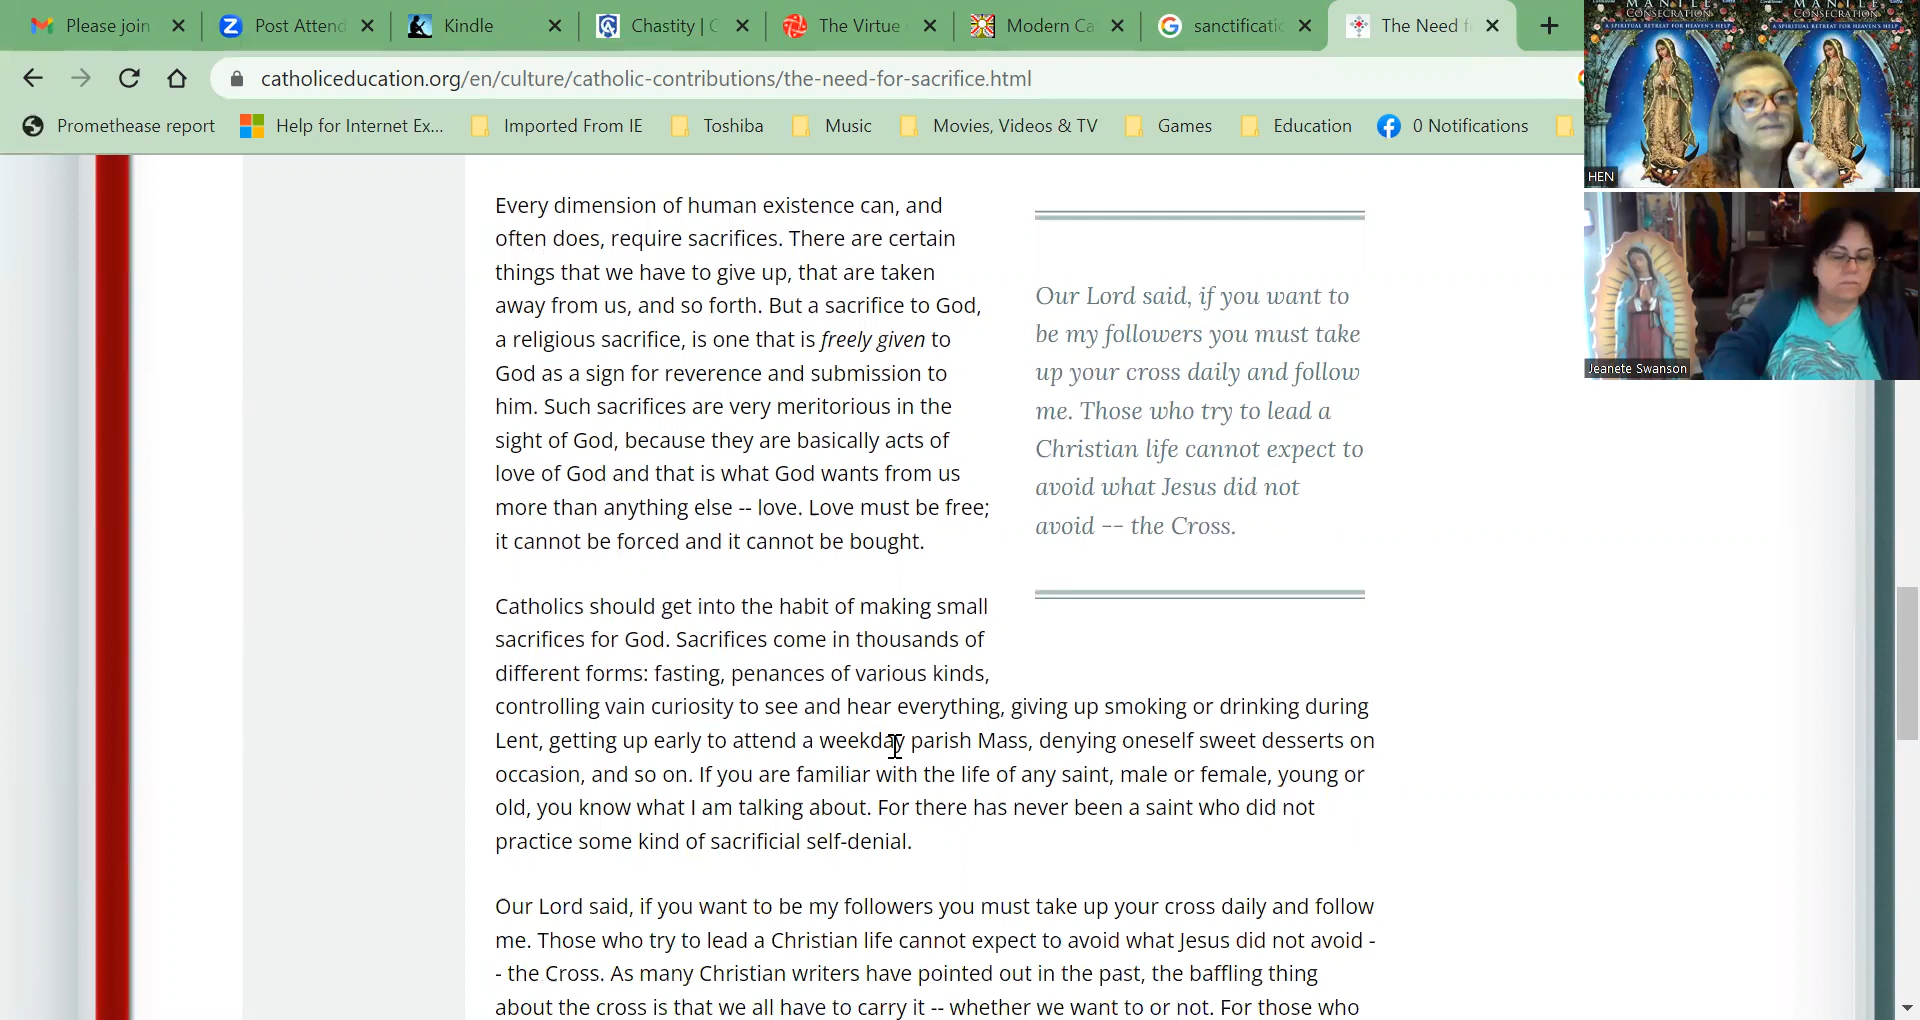 Please join
Post Attend
Kindle
Chastity | C
The Virtue
Modern Ca
sanctificati
The Need f
catholiceducation.org/en/culture/catholic-contributions/the-need-for-sacrifice.html
Promethease report
Help for Internet Ex...
Imported From IE
Toshiba
Music
Movies, Videos & TV
Games
Education
0 Notifications
MANTLE MANTLE
CONSECRATION CONSECRATION
A SPIRITUAL RETREAT FOR HEAVEN'S HELP A SPIRITUAL RETREAT FOR HEAVEN'S HELP
HEN
Jeanete Swanson
Every dimension of human existence can, and
often does, require sacrifices. There are certain
things that we have to give up, that are taken
away from us, and so forth. But a sacrifice to God,
a religious sacrifice, is one that is freely given to
God as a sign for reverence and submission to
him. Such sacrifices are very meritorious in the
sight of God, because they are basically acts of
love of God and that is what God wants from us
more than anything else -- love. Love must be free;
it cannot be forced and it cannot be bought.
Our Lord said, if you want to
be my followers you must take
up your cross daily and follow
me. Those who try to lead a
Christian life cannot expect to
avoid what Jesus did not
avoid -- the Cross.
Catholics should get into the habit of making small
sacrifices for God. Sacrifices come in thousands of
different forms: fasting, penances of various kinds,
controlling vain curiosity to see and hear everything, giving up smoking or drinking during
Lent, getting up early to attend a weekday parish Mass, denying oneself sweet desserts on
occasion, and so on. If you are familiar with the life of any saint, male or female, young or
old, you know what I am talking about. For there has never been a saint who did not
practice some kind of sacrificial self-denial.
Our Lord said, if you want to be my followers you must take up your cross daily and follow
me. Those who try to lead a Christian life cannot expect to avoid what Jesus did not avoid -
- the Cross. As many Christian writers have pointed out in the past, the baffling thing
about the cross is that we all have to carry it -- whether we want to or not. For those who